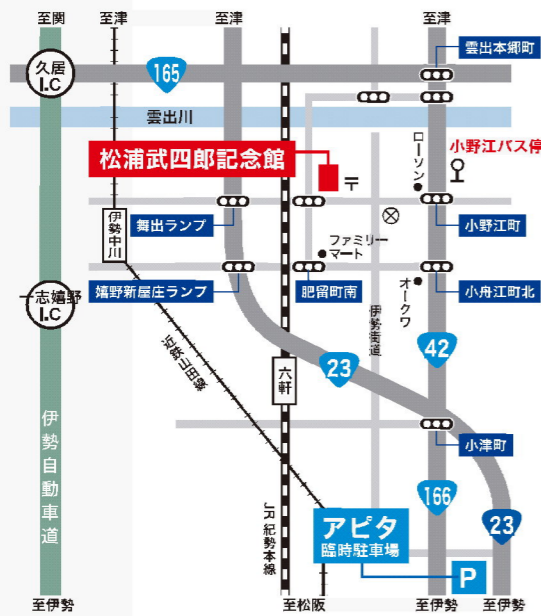 至関
至津
至津
至津
久居
I.C
165
雲出本郷町
雲出川
松浦武四郎記念館
〒
ローソン
小野江バス停
伊勢中川
舞出ランプ
小野江町
ファミリー
マート
一志嬉野
I.C
嬉野新屋庄ランプ
肥留町南
オークワ
小舟江町北
伊勢街道
近鉄山田線
23
42
六軒
伊勢自動車道
小津町
166
23
JR紀勢本線
アピタ
臨時駐車場
P
至伊勢
至松阪
至伊勢
至伊勢